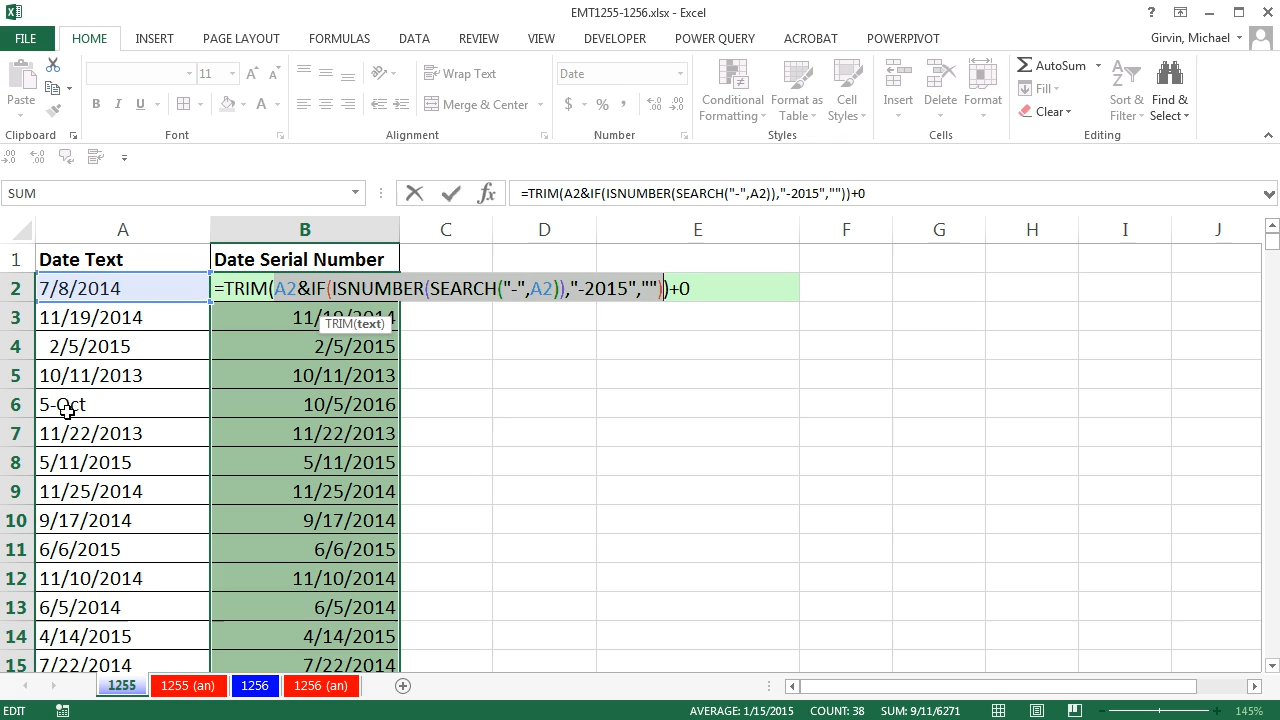 EMT1255-1256.xlsx - Excel
FILE HOME INSERT PAGE LAYOUT FORMULAS DATA REVIEW VIEW DEVELOPER POWER QUERY ACROBAT POWERPIVOT Girvin, Michael
Paste
11
Wrap Text
Merge & Center
Date
Conditional Formatting
Format as Table
Cell Styles
Insert
Delete
Format
AutoSum
Fill
Clear
Sort & Filter
Find & Select
Clipboard Font Alignment Number Styles Cells Editing
SUM =TRIM(A2&IF(ISNUMBER(SEARCH("-",A2)),"-2015",""))+0
A B C D E F G H I J
1 Date Text Date Serial Number
2 7/8/2014 =TRIM(A2&IF(ISNUMBER(SEARCH("-",A2)),"-2015",""))+0
3 11/19/2014 11/19/2014
TRIM(text)
4 2/5/2015 2/5/2015
5 10/11/2013 10/11/2013
6 5-Oct 10/5/2016
7 11/22/2013 11/22/2013
8 5/11/2015 5/11/2015
9 11/25/2014 11/25/2014
10 9/17/2014 9/17/2014
11 6/6/2015 6/6/2015
12 11/10/2014 11/10/2014
13 6/5/2014 6/5/2014
14 4/14/2015 4/14/2015
15 7/22/2014 7/22/2014
1255 1255 (an) 1256 1256 (an)
EDIT AVERAGE: 1/15/2015 COUNT: 38 SUM: 9/11/6271 145%